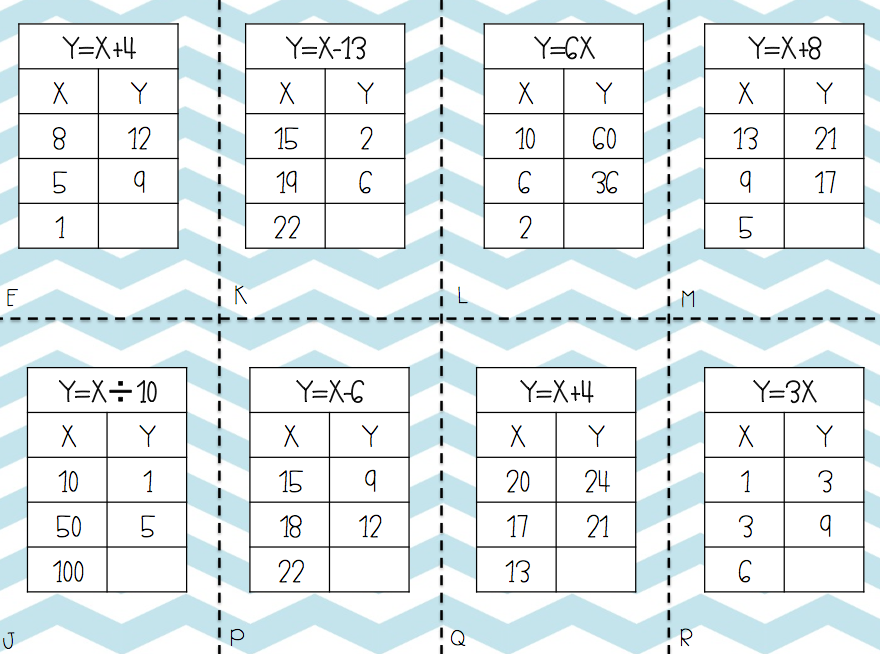 Y=X+4
X Y
8 12
5 9
1
E
Y=X-13
X Y
15 2
19 6
22
K
Y=6X
X Y
10 60
6 36
2
L
Y=X+8
X Y
13 21
9 17
5
M
Y=X÷10
X Y
10 1
50 5
100
J
Y=X-6
X Y
15 9
18 12
22
P
Y=X+4
X Y
20 24
17 21
13
Q
Y=3X
X Y
1 3
3 9
6
R